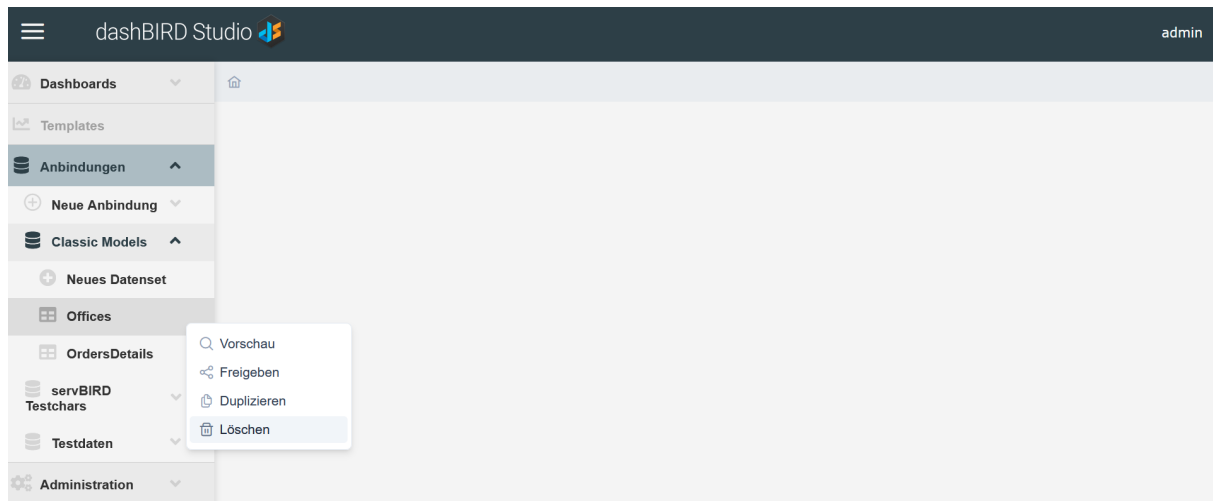 dashBIRD Studio
admin
Dashboards
Templates
Anbindungen
Neue Anbindung
Classic Models
Neues Datenset
Offices
OrdersDetails
servBIRD
Testchars
Testdaten
Administration
Vorschau
Freigeben
Duplizieren
Löschen